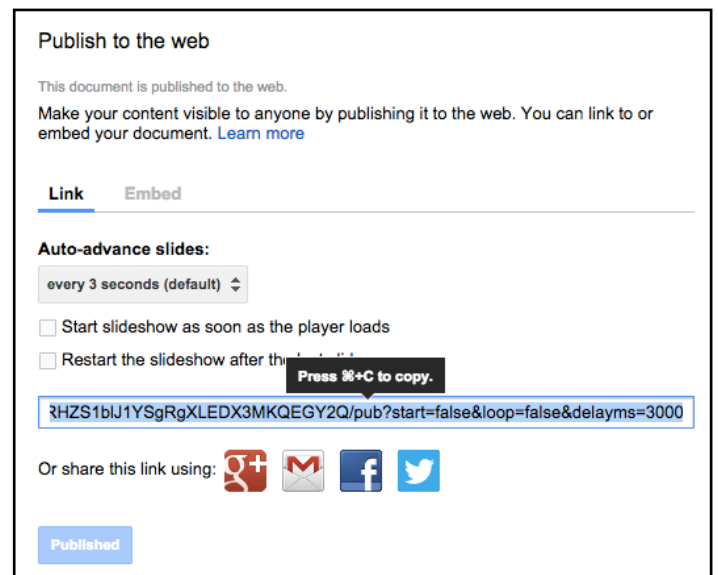 Publish to the web
This document is published to the web.
Make your content visible to anyone by publishing it to the web. You can link to or
embed your document. Learn more
Link Embed
Auto-advance slides:
every 3 seconds (default)
Start slideshow as soon as the player loads
Restart the slideshow after the
Press ⌘+C to copy.
RHZS1blJ1YSgRgXLEDX3MKQEGY2Q/pub?start=false&loop=false&delayms=3000
Or share this link using: g+ f
Published